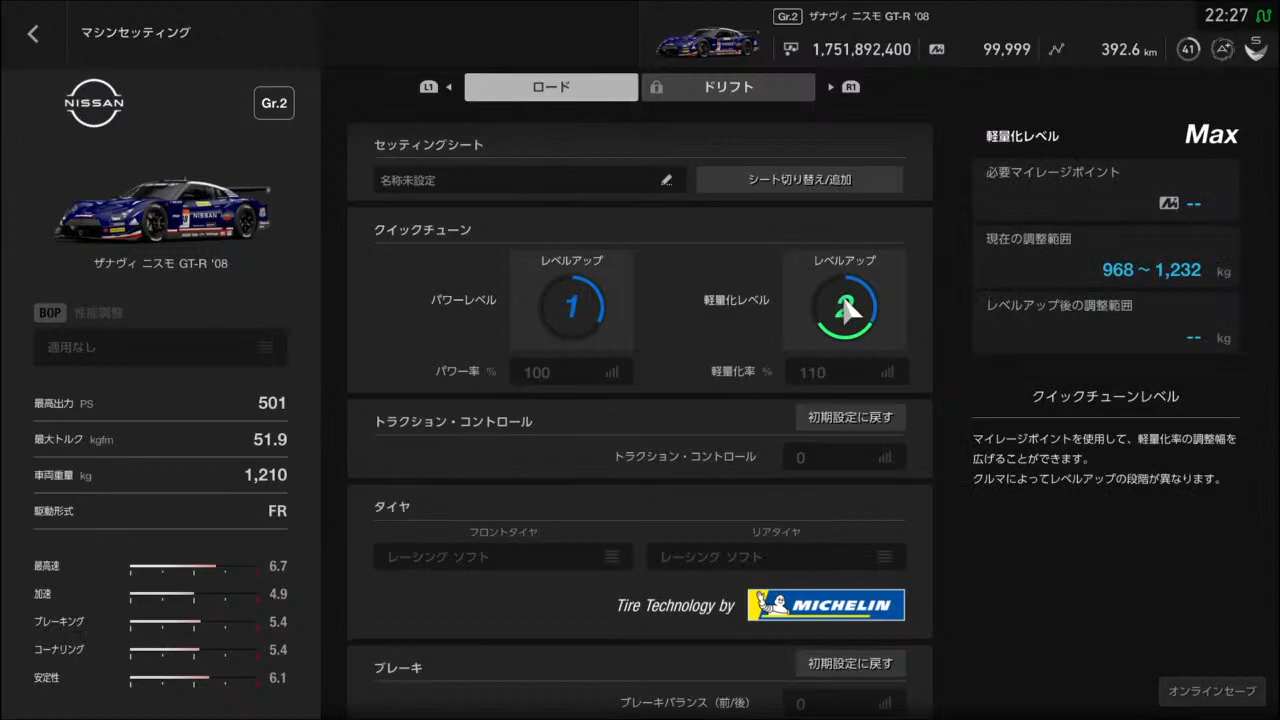 マシンセッティング
Gr.2 ザナヴィ ニスモ GT-R '08
22:27
1,751,892,400
99,999
392.6 km
41
S
NISSAN
Gr.2
ザナヴィ ニスモ GT-R '08
BOP 性能調整
適用なし
最高出力 PS 501
最大トルク kgfm 51.9
車両重量 kg 1,210
駆動形式 FR
最高速 6.7
加速 4.9
ブレーキング 5.4
コーナリング 5.4
安定性 6.1
L1 ロード ドリフト R1
セッティングシート
名称未設定 シート切り替え/追加
クイックチューン
レベルアップ レベルアップ
パワーレベル 1 軽量化レベル 2
パワー率 % 100 軽量化率 % 110
トラクション・コントロール 初期設定に戻す
トラクション・コントロール 0
タイヤ
フロントタイヤ リアタイヤ
レーシング ソフト レーシング ソフト
Tire Technology by MICHELIN
ブレーキ 初期設定に戻す
ブレーキバランス（前/後） 0
軽量化レベル Max
必要マイレージポイント
--
現在の調整範囲
968 ~ 1,232 kg
レベルアップ後の調整範囲
-- kg
クイックチューンレベル
マイレージポイントを使用して、軽量化率の調整幅を
広げることができます。
クルマによってレベルアップの段階が異なります。
オンラインセーブ